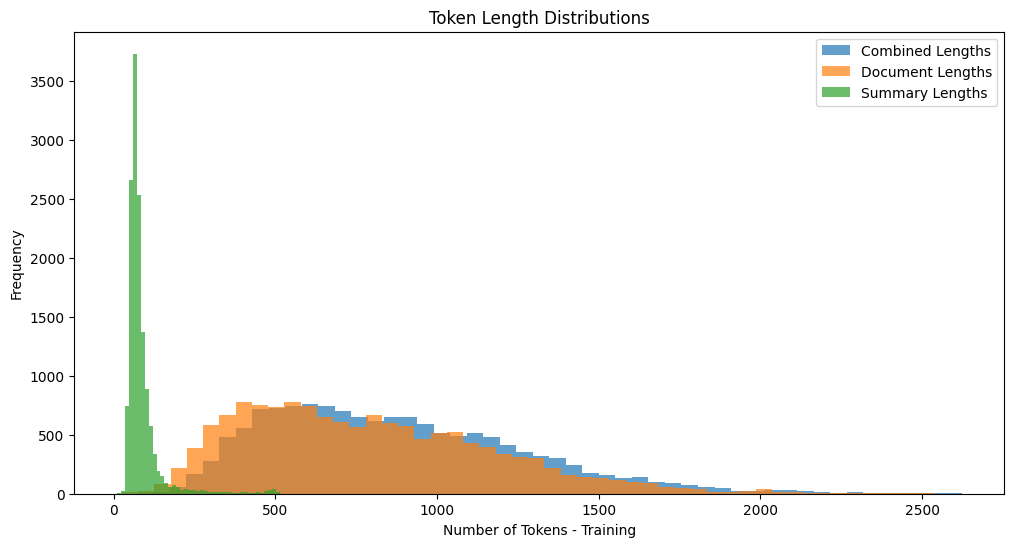 Token Length Distributions
Combined Lengths
Document Lengths
Summary Lengths
3500
3000
2500
2000
1500
1000
500
0
Frequency
0 500 1000 1500 2000 2500
Number of Tokens - Training